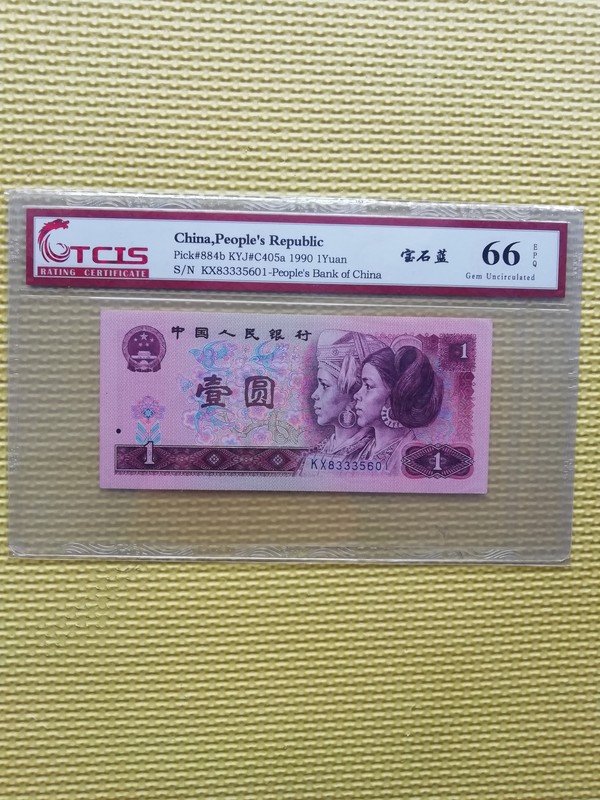 TCIS
RATING CERTIFICATE
China,People's Republic
Pick#884b KYJ#C405a 1990 1Yuan
S/N KX83335601-People's Bank of China
宝石蓝
66
EPQ
Gem Uncirculated
中国人民银行
1
壹圆
1
KX83335601
1